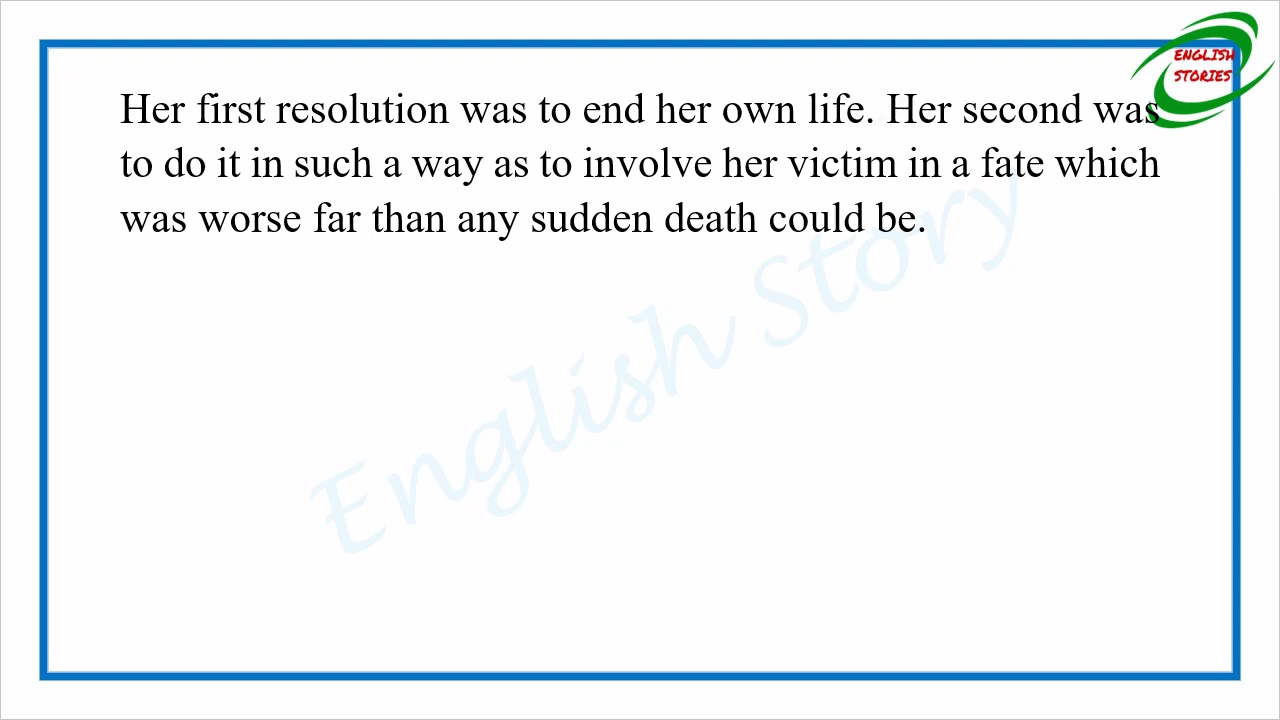 ENGLISH
STORIES
Her first resolution was to end her own life. Her second was
to do it in such a way as to involve her victim in a fate which
was worse far than any sudden death could be.
English Story